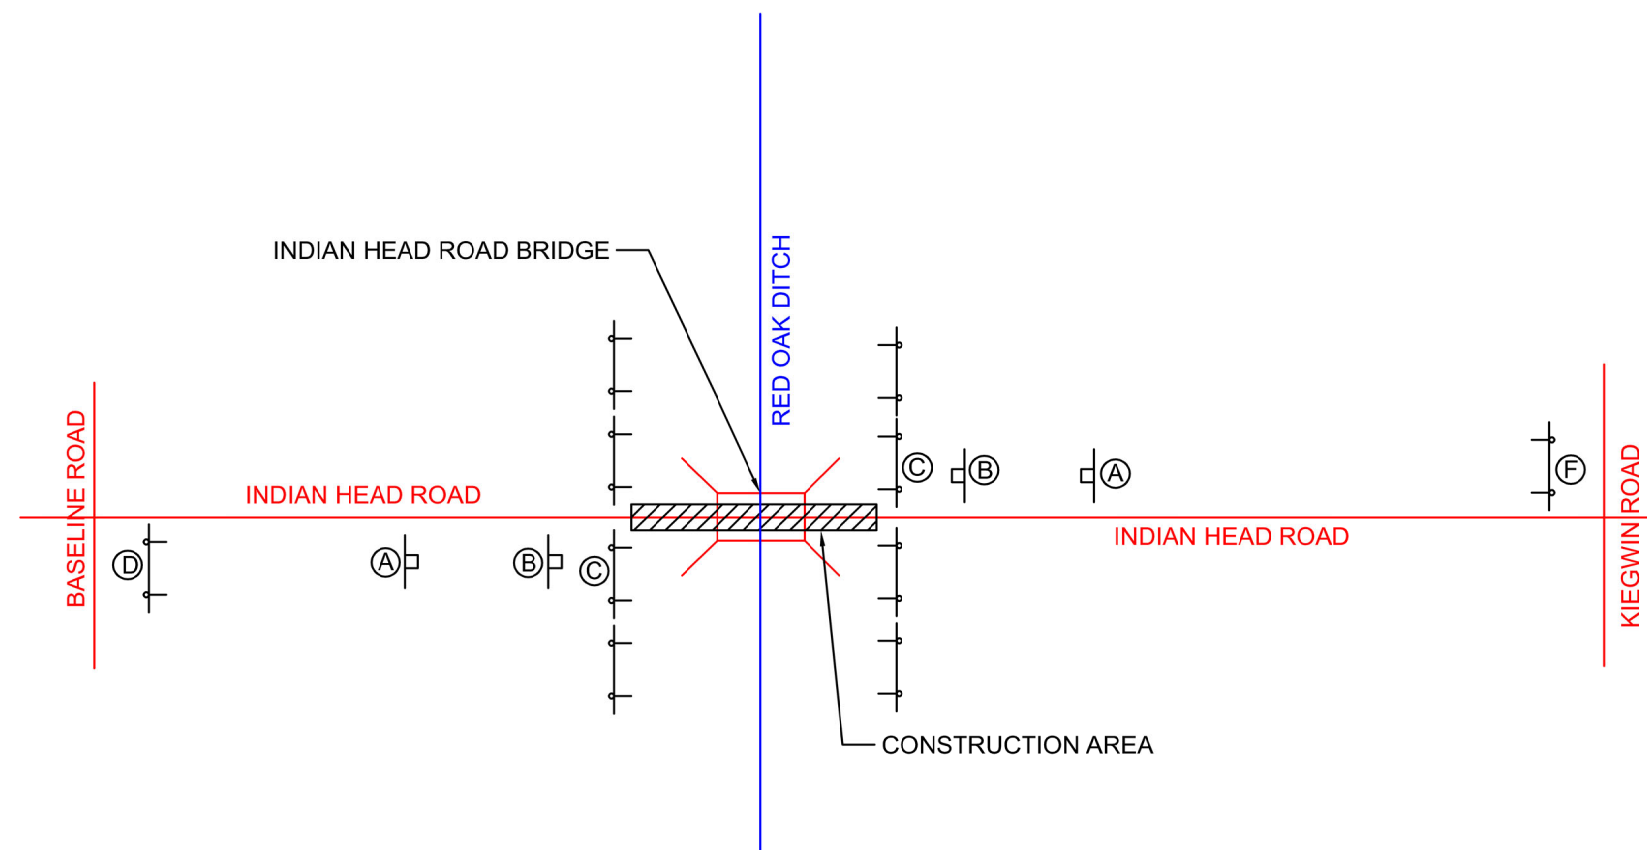 INDIAN HEAD ROAD BRIDGE
RED OAK DITCH
BASELINE ROAD
INDIAN HEAD ROAD
C
B
A
F
KIEGWIN ROAD
INDIAN HEAD ROAD
D
A
B
C
CONSTRUCTION AREA